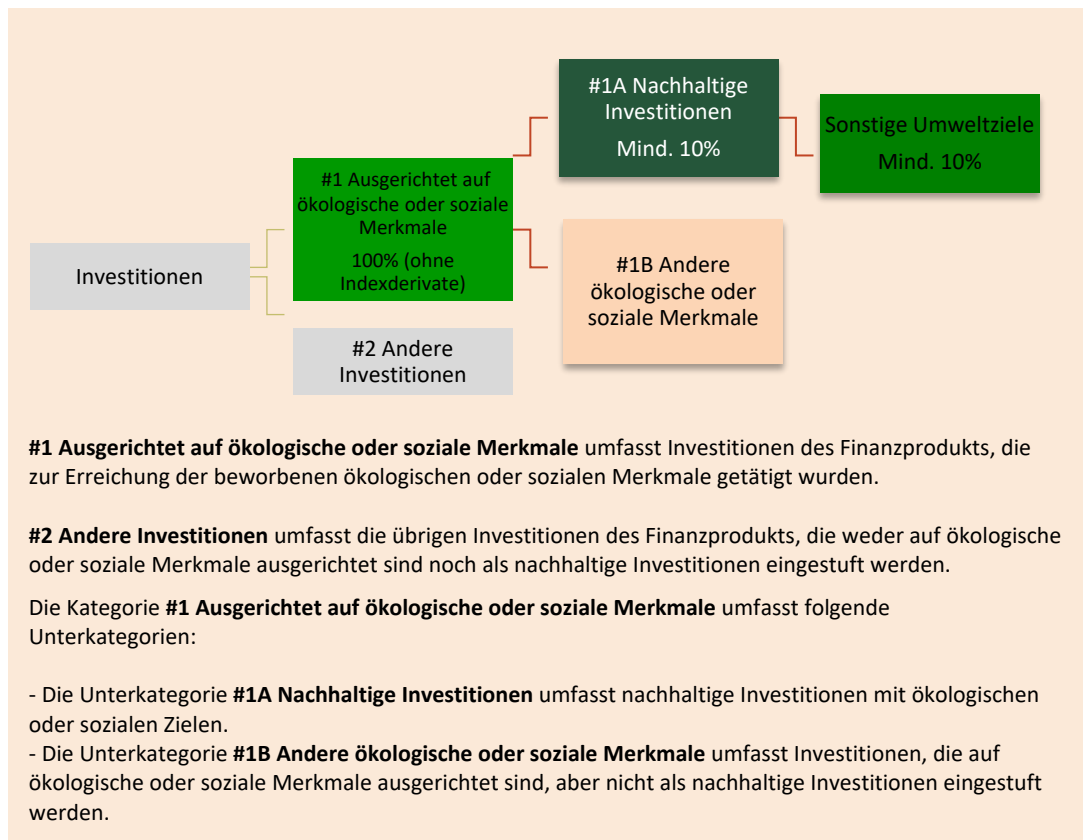 #1A Nachhaltige
Investitionen
Mind. 10%
Sonstige Umweltziele
Mind. 10%
#1 Ausgerichtet auf
ökologische oder soziale
Merkmale
100% (ohne
Indexderivate)
Investitionen
#1B Andere
ökologische oder
soziale Merkmale
#2 Andere
Investitionen
#1 Ausgerichtet auf ökologische oder soziale Merkmale umfasst Investitionen des Finanzprodukts, die
zur Erreichung der beworbenen ökologischen oder sozialen Merkmale getätigt wurden.
#2 Andere Investitionen umfasst die übrigen Investitionen des Finanzprodukts, die weder auf ökologische
oder soziale Merkmale ausgerichtet sind noch als nachhaltige Investitionen eingestuft werden.
Die Kategorie #1 Ausgerichtet auf ökologische oder soziale Merkmale umfasst folgende
Unterkategorien:
- Die Unterkategorie #1A Nachhaltige Investitionen umfasst nachhaltige Investitionen mit ökologischen
oder sozialen Zielen.
- Die Unterkategorie #1B Andere ökologische oder soziale Merkmale umfasst Investitionen, die auf
ökologische oder soziale Merkmale ausgerichtet sind, aber nicht als nachhaltige Investitionen eingestuft
werden.